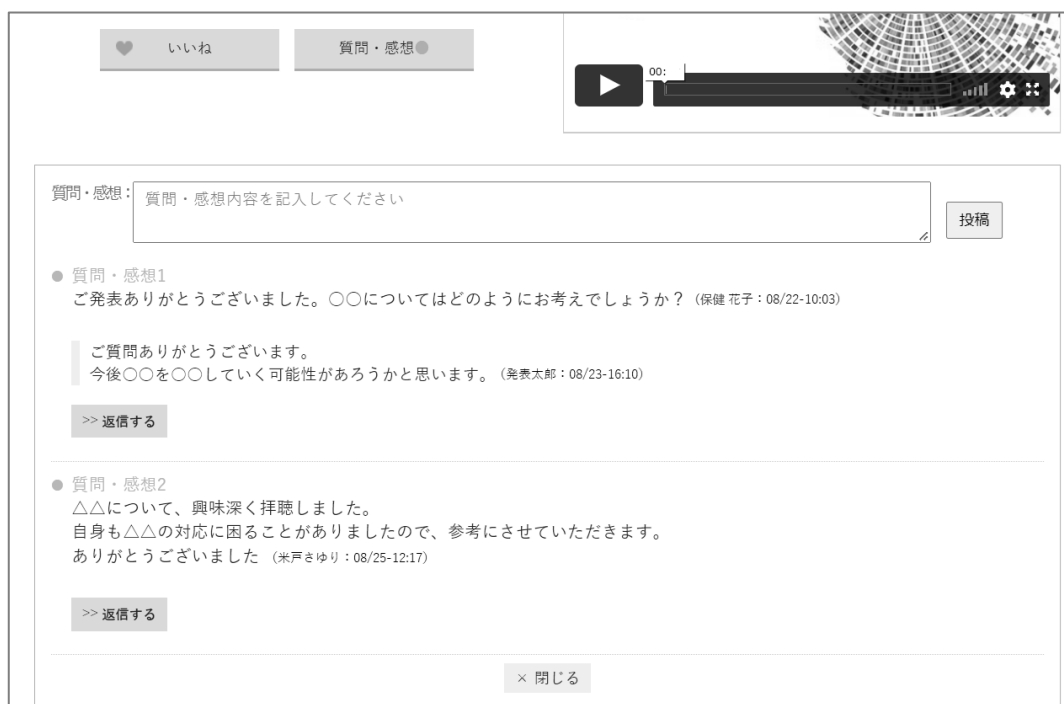 いいね
質問・感想
00:
質問・感想：
質問・感想内容を記入してください
投稿
質問・感想1
ご発表ありがとうございました。○○についてはどのようにお考えでしょうか？（保健 花子：08/22-10:03）
ご質問ありがとうございます。
今後○○を○○していく可能性があろうかと思います。（発表太郎：08/23-16:10）
>> 返信する
質問・感想2
△△について、興味深く拝聴しました。
自身も△△の対応に困ることがありましたので、参考にさせていただきます。
ありがとうございました（米戸さゆり：08/25-12:17）
>> 返信する
× 閉じる